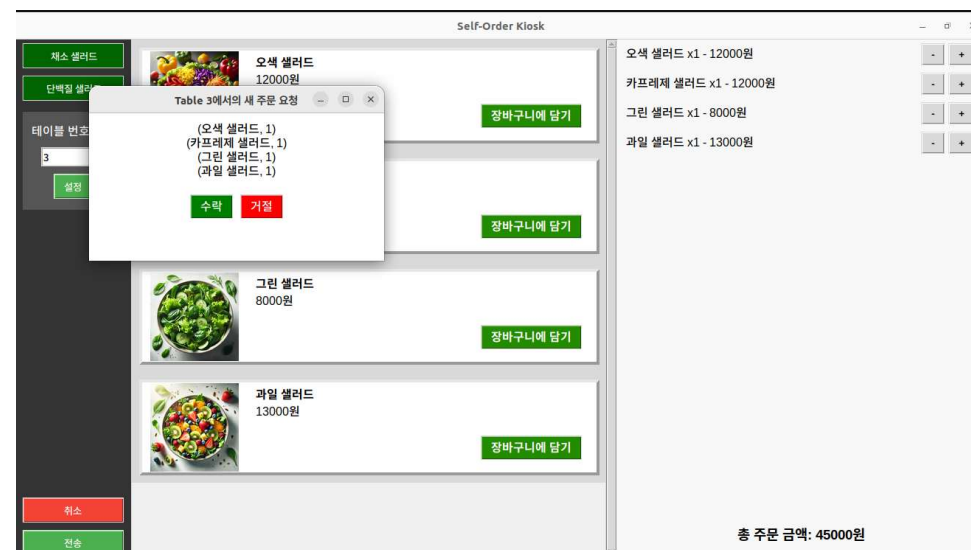 Self-Order Kiosk
채소 샐러드
단백질 샐러
테이블 번호
3
설정
취소
전송
Table 3에서의 새 주문 요청
(오색 샐러드, 1)
(카프레제 샐러드, 1)
(그린 샐러드, 1)
(과일 샐러드, 1)
수락
거절
오색 샐러드
12000원
장바구니에 담기
장바구니에 담기
그린 샐러드
8000원
장바구니에 담기
과일 샐러드
13000원
장바구니에 담기
오색 샐러드 x1 - 12000원 - +
카프레제 샐러드 x1 - 12000원 - +
그린 샐러드 x1 - 8000원 - +
과일 샐러드 x1 - 13000원 - +
총 주문 금액: 45000원